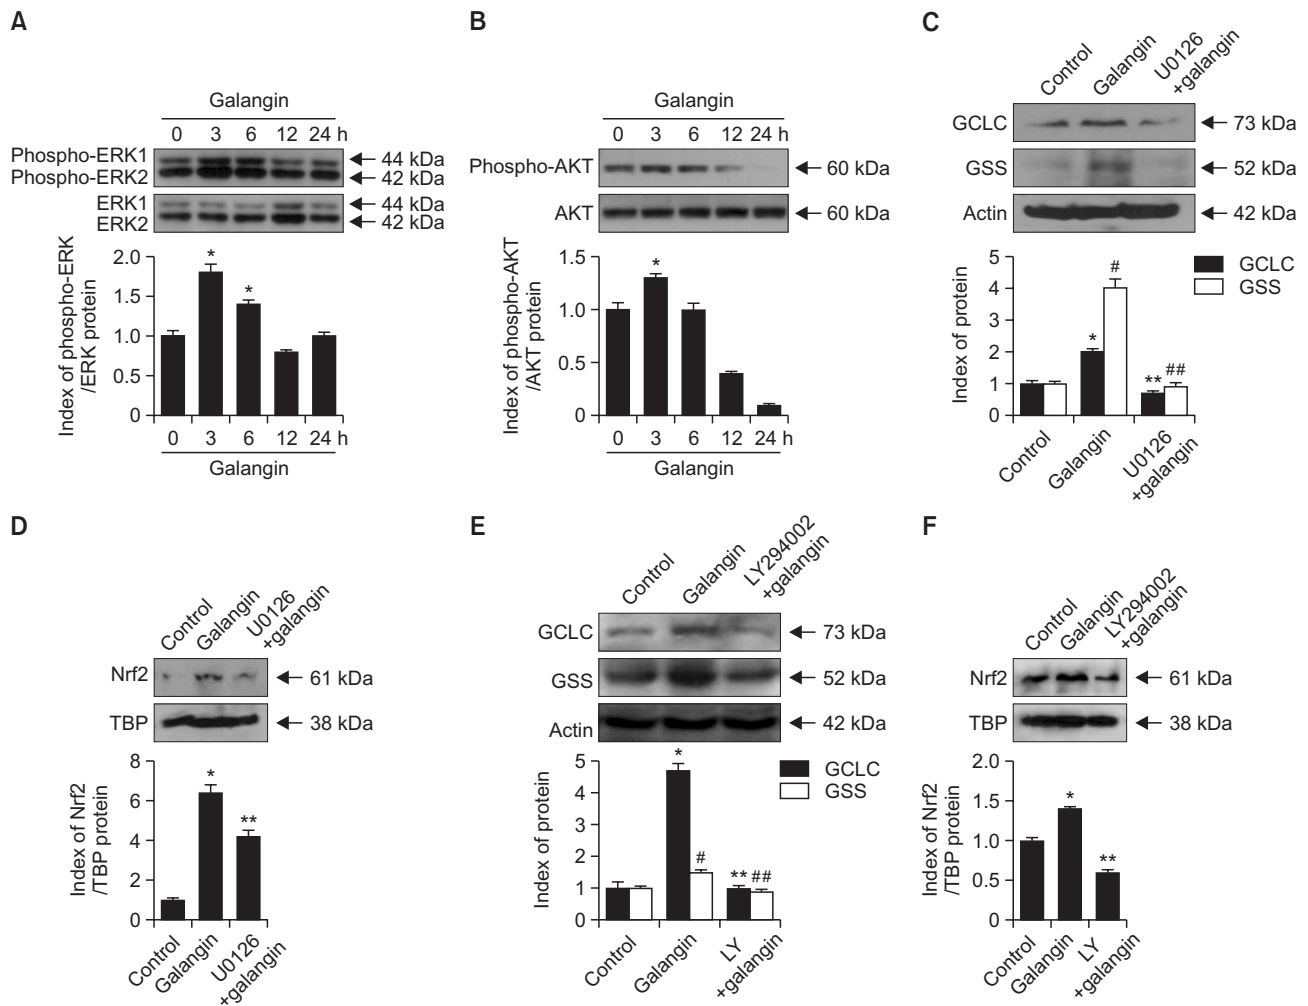 A
Galangin
0 3 6 12 24 h
Phospho-ERK1
44 kDa
Phospho-ERK2
42 kDa
ERK1
44 kDa
ERK2
42 kDa
Index of phospho-ERK
/ERK protein
2.0
1.5
1.0
0.5
0
* *
0 3 6 12 24 h
Galangin
B
Galangin
0 3 6 12 24 h
Phospho-AKT
60 kDa
AKT
60 kDa
Index of phospho-AKT
/AKT protein
1.5
1.0
0.5
0
*
0 3 6 12 24 h
Galangin
C
Control
Galangin
U0126
+galangin
GCLC
73 kDa
GSS
52 kDa
Actin
42 kDa
Index of protein
5
4
3
2
1
0
* # ** ##
GCLC
GSS
Control
Galangin
U0126
+galangin
D
Control
Galangin
U0126
+galangin
Nrf2
61 kDa
TBP
38 kDa
Index of Nrf2
/TBP protein
8
6
4
2
0
* **
Control
Galangin
U0126
+galangin
E
Control
Galangin
LY294002
+galangin
GCLC
73 kDa
GSS
52 kDa
Actin
42 kDa
Index of protein
5
4
3
2
1
0
* # ** ##
GCLC
GSS
Control
Galangin
LY
+galangin
F
Control
Galangin
LY294002
+galangin
Nrf2
61 kDa
TBP
38 kDa
Index of Nrf2
/TBP protein
2.0
1.5
1.0
0.5
0
* **
Control
Galangin
LY
+galangin